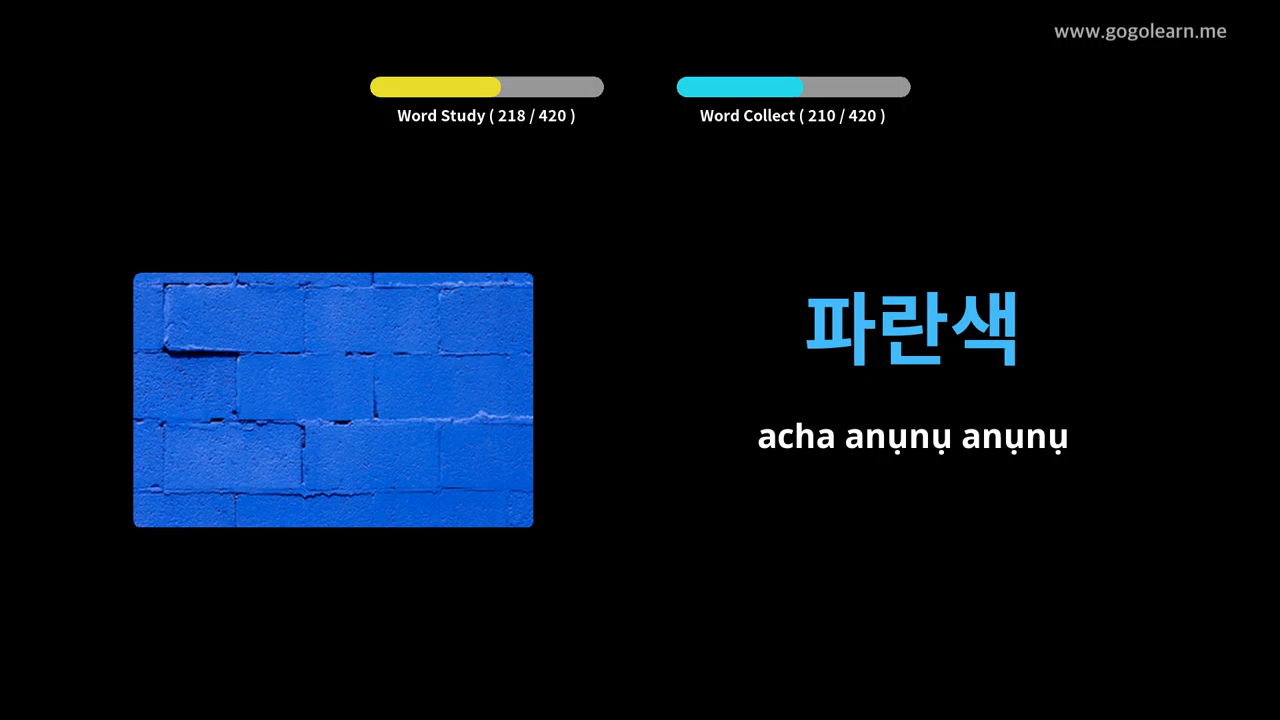 www.gogolearn.me
Word Study ( 218 / 420 )
Word Collect ( 210 / 420 )
파란색
acha anụnụ anụnụ